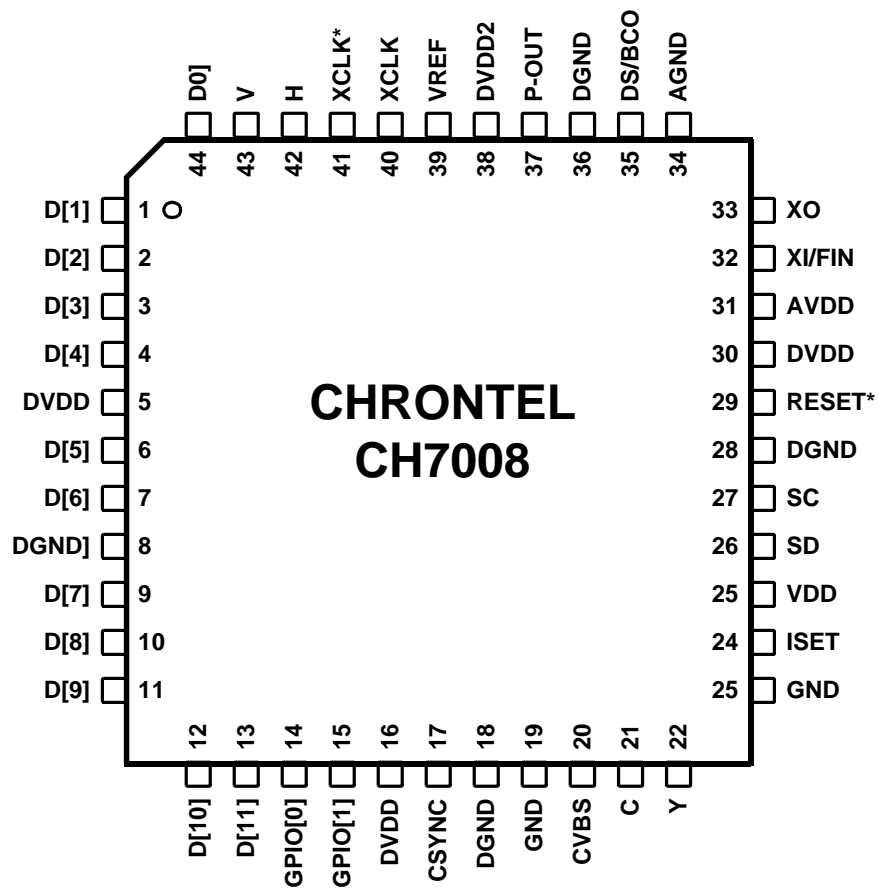 D0]
V
H
XCLK*
XCLK
VREF
DVDD2
P-OUT
DGND
DS/BCO
AGND
44
43
42
41
40
39
38
37
36
35
34
D[1] 1
D[2] 2
D[3] 3
D[4] 4
DVDD 5
D[5] 6
D[6] 7
DGND] 8
D[7] 9
D[8] 10
D[9] 11
CHRONTEL
CH7008
33 XO
32 XI/FIN
31 AVDD
30 DVDD
29 RESET*
28 DGND
27 SC
26 SD
25 VDD
24 ISET
25 GND
12
13
14
15
16
17
18
19
20
21
22
D[10]
D[11]
GPIO[0]
GPIO[1]
DVDD
CSYNC
DGND
GND
CVBS
C
Y